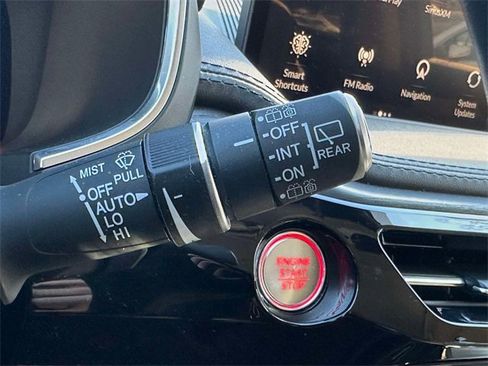 SiriusXM
Smart
Shortcuts
FM Radio
Navigation
System
Updates
MIST
PULL
OFF
AUTO
LO
HI
OFF
INT
ON
REAR
ENGINE
START
STOP